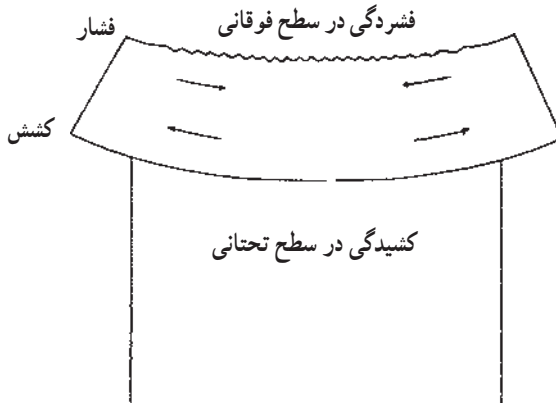 فشردگی در سطح فوقانی
فشار
کشش
کشیدگی در سطح تحتانی